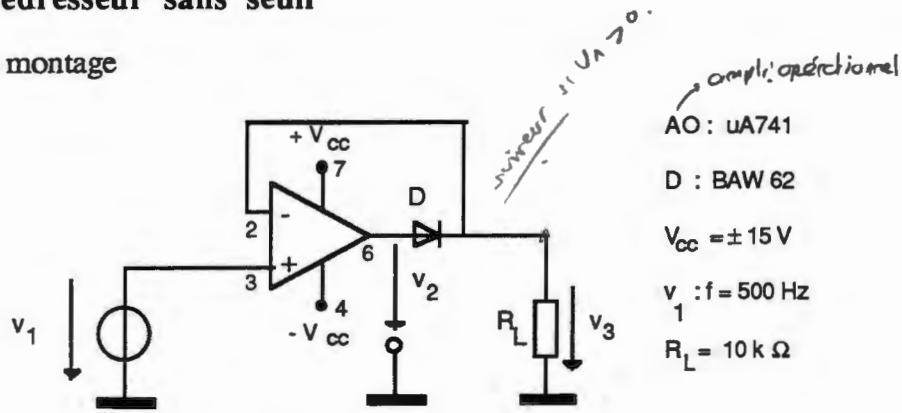 edresseur sans seuil
montage
suiveur si V1 > 0.
ampli opérationnel
AO : uA741
D : BAW 62
Vcc = ± 15 V
v1 : f = 500 Hz
RL = 10 k Ω
+ Vcc
7
D
2
-
6
+
3
4
v2
- Vcc
v1
RL
v3